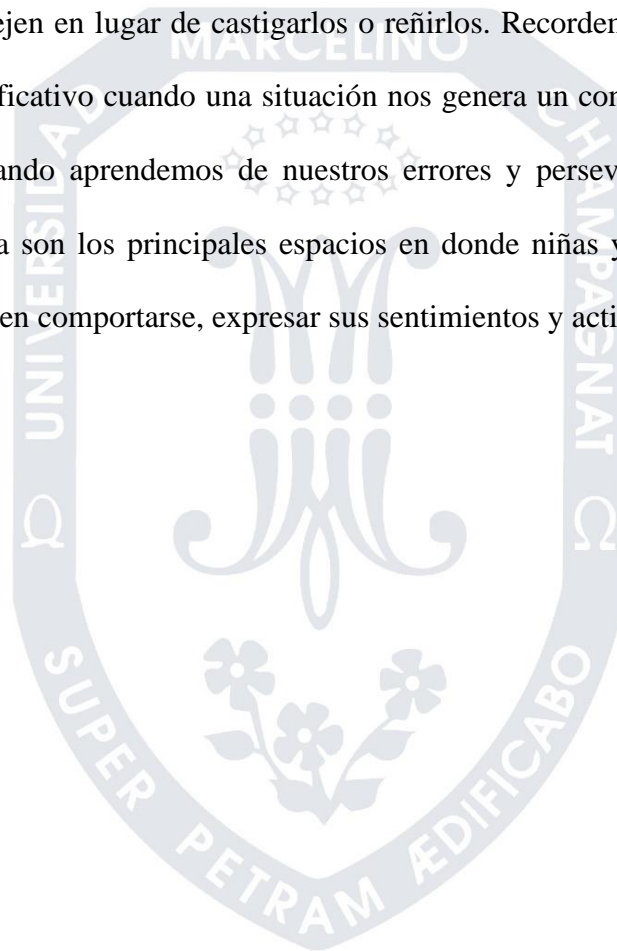 ejen en lugar de castigarlos o reñirlos. Recorden
ficativo cuando una situación nos genera un con
ando aprendemos de nuestros errores y persev
a son los principales espacios en donde niñas y
en comportarse, expresar sus sentimientos y acti
UNIVERSIDAD
MARCELINO
CHAMPAGNAT
Ω
Ω
SUPER PETRAM ÆDIFICABO